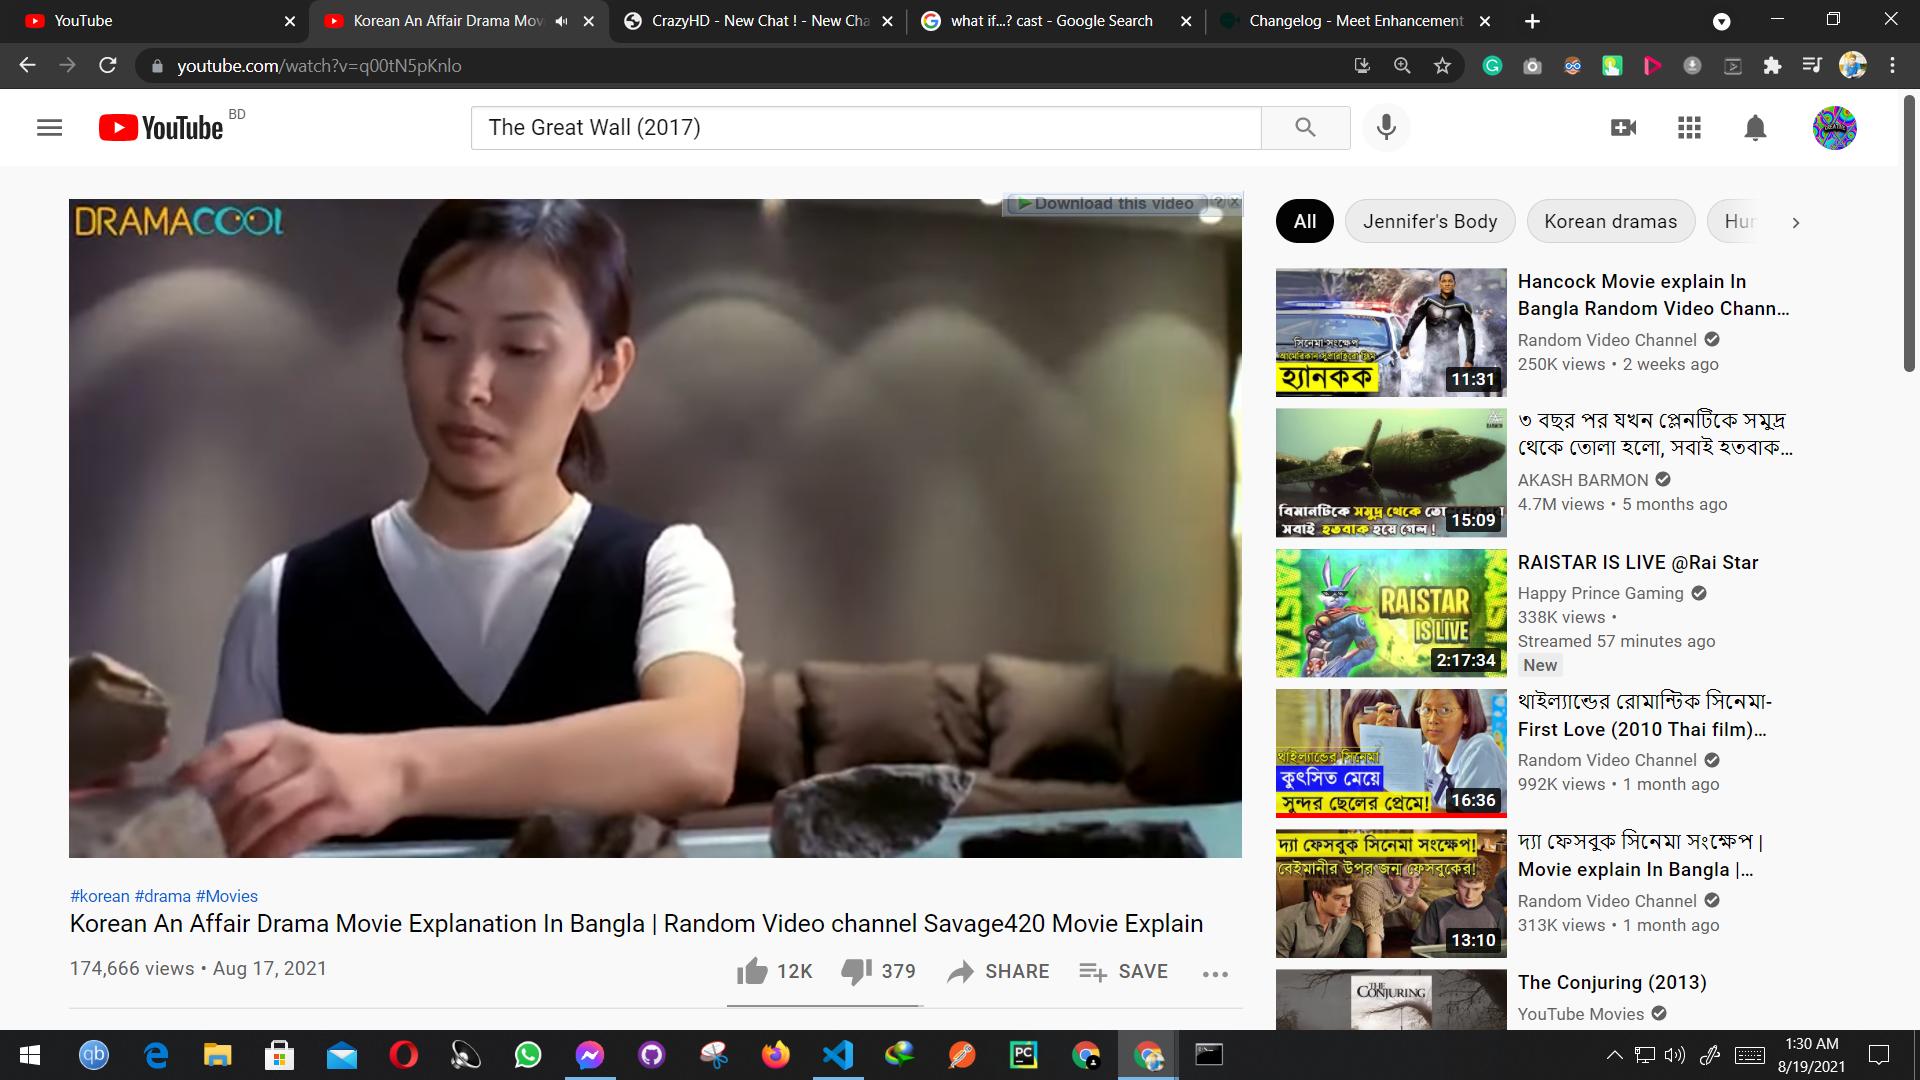 YouTube
Korean An Affair Drama Mov
CrazyHD - New Chat ! - New Cha
what if...? cast - Google Search
Changelog - Meet Enhancement
youtube.com/watch?v=q00tN5pKnlo
YouTube BD
The Great Wall (2017)
DRAMACOOL
Download this video
All
Jennifer's Body
Korean dramas
Hur
সিনেমা সংক্ষেপ
হ্যানকক
11:31
Hancock Movie explain In
Bangla Random Video Chann...
Random Video Channel
250K views • 2 weeks ago
বিমানটিকে সমুদ্র থেকে
সবাই হতবাক হয়ে গেল !
15:09
৩ বছর পর যখন প্লেনটিকে সমুদ্র
থেকে তোলা হলো, সবাই হতবাক...
AKASH BARMON
4.7M views • 5 months ago
RAISTAR
IS LIVE
2:17:34
RAISTAR IS LIVE @Rai Star
Happy Prince Gaming
338K views •
Streamed 57 minutes ago
New
থাইল্যান্ডের সিনেমা
কুৎসিত মেয়ে
সুন্দর ছেলের প্রেমে!
16:36
থাইল্যান্ডের রোমান্টিক সিনেমা-
First Love (2010 Thai film)...
Random Video Channel
992K views • 1 month ago
দ্যা ফেসবুক সিনেমা সংক্ষেপ!
বেইমানীর উপর জন্ম ফেসবুকের!
13:10
দ্যা ফেসবুক সিনেমা সংক্ষেপ |
Movie explain In Bangla |...
Random Video Channel
313K views • 1 month ago
THE
CONJURING
The Conjuring (2013)
YouTube Movies
#korean #drama #Movies
Korean An Affair Drama Movie Explanation In Bangla | Random Video channel Savage420 Movie Explain
174,666 views • Aug 17, 2021
12K
379
SHARE
SAVE
1:30 AM
8/19/2021